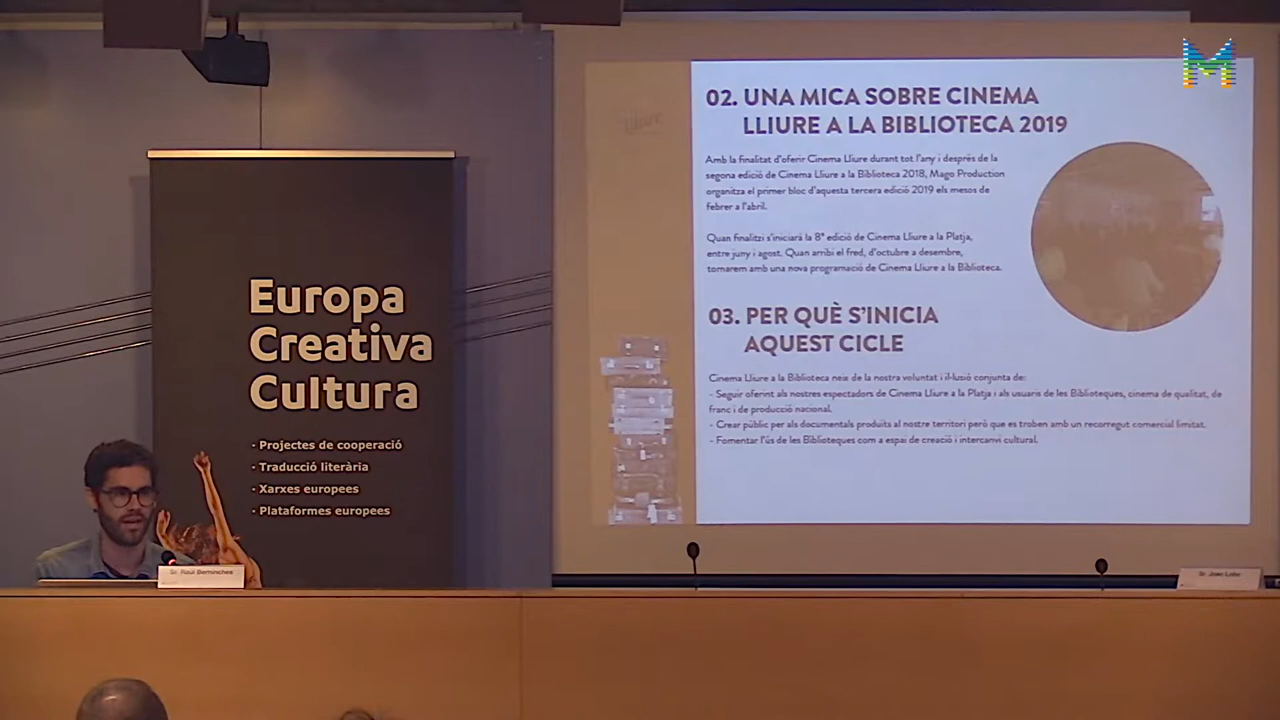 Lliure
02. UNA MICA SOBRE CINEMA
LLIURE A LA BIBLIOTECA 2019
Amb la finalitat d'oferir Cinema Lliure durant tot l'any i després de la
segona edició de Cinema Lliure a la Biblioteca 2018, Mago Production
organitza el primer bloc d'aquesta tercera edició 2019 els mesos de
febrer a l'abril.
Quan finalitzi s'iniciarà la 8ª edició de Cinema Lliure a la Platja,
entre juny i agost. Quan arribi el fred, d'octubre a desembre,
tornarem amb una nova programació de Cinema Lliure a la Biblioteca.
03. PER QUÈ S'INICIA
AQUEST CICLE
Cinema Lliure a la Biblioteca neix de la nostra voluntat i il·lusió conjunta de:
- Seguir oferint als nostres espectadors de Cinema Lliure a la Platja i als usuaris de les Biblioteques, cinema de qualitat, de
franc i de producció nacional.
- Crear públic per als documentals produïts al nostre territori però que es troben amb un recorregut comercial limitat.
- Fomentar l'ús de les Biblioteques com a espai de creació i intercanvi cultural.
Europa
Creativa
Cultura
· Projectes de cooperació
· Traducció literària
· Xarxes europees
· Plataformes europees
Sr. Raúl Berninches
Sr. Joan
M